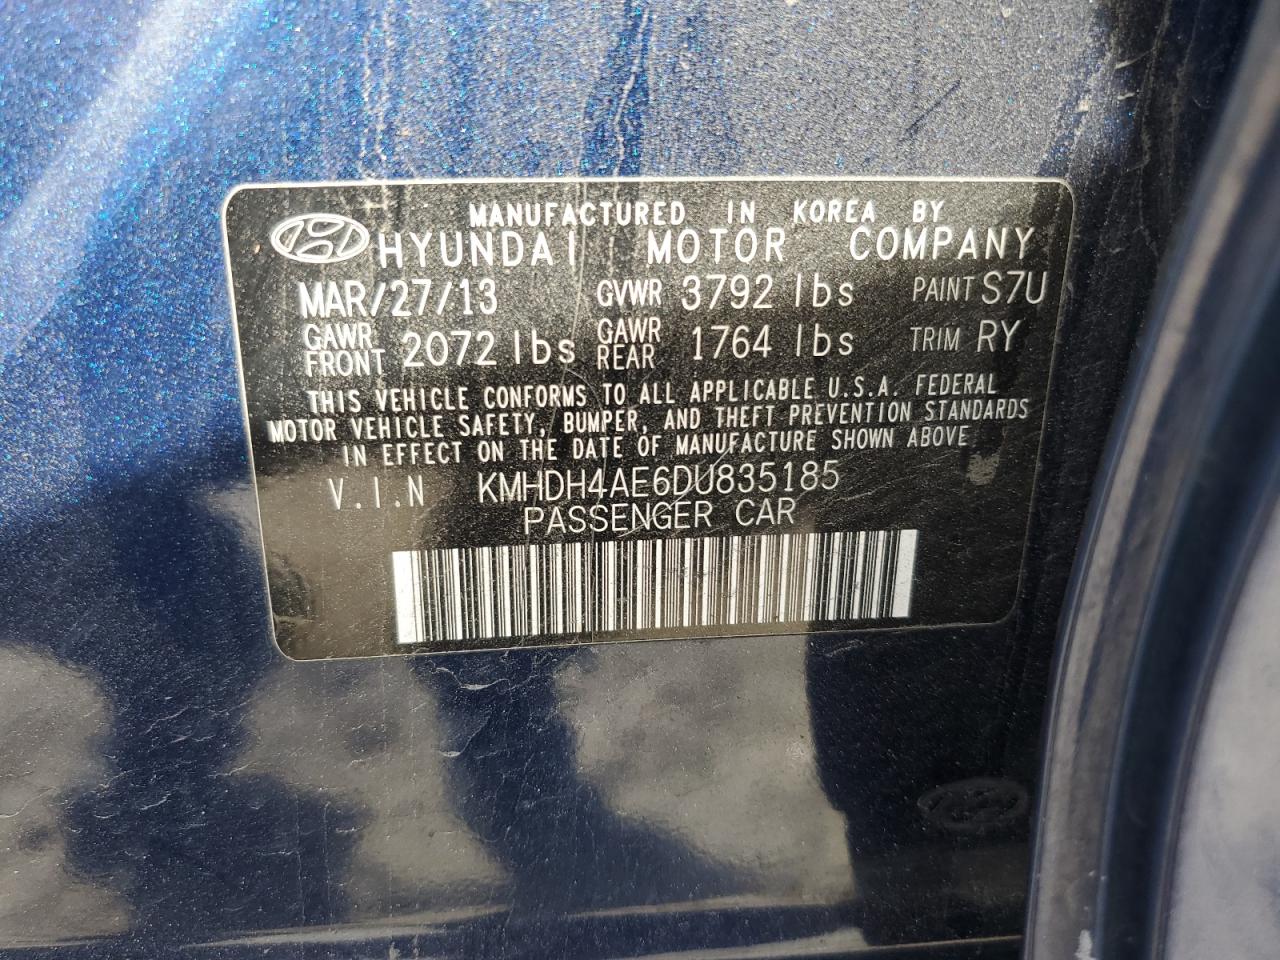 MANUFACTURED IN KOREA BY
HYUNDAI MOTOR COMPANY
MAR/27/13 GVWR 3792 lbs PAINT S7U
GAWR FRONT 2072 lbs GAWR REAR 1764 lbs TRIM RY
THIS VEHICLE CONFORMS TO ALL APPLICABLE U.S.A. FEDERAL
MOTOR VEHICLE SAFETY, BUMPER, AND THEFT PREVENTION STANDARDS
IN EFFECT ON THE DATE OF MANUFACTURE SHOWN ABOVE
V.I.N KMHDH4AE6DU835185
PASSENGER CAR